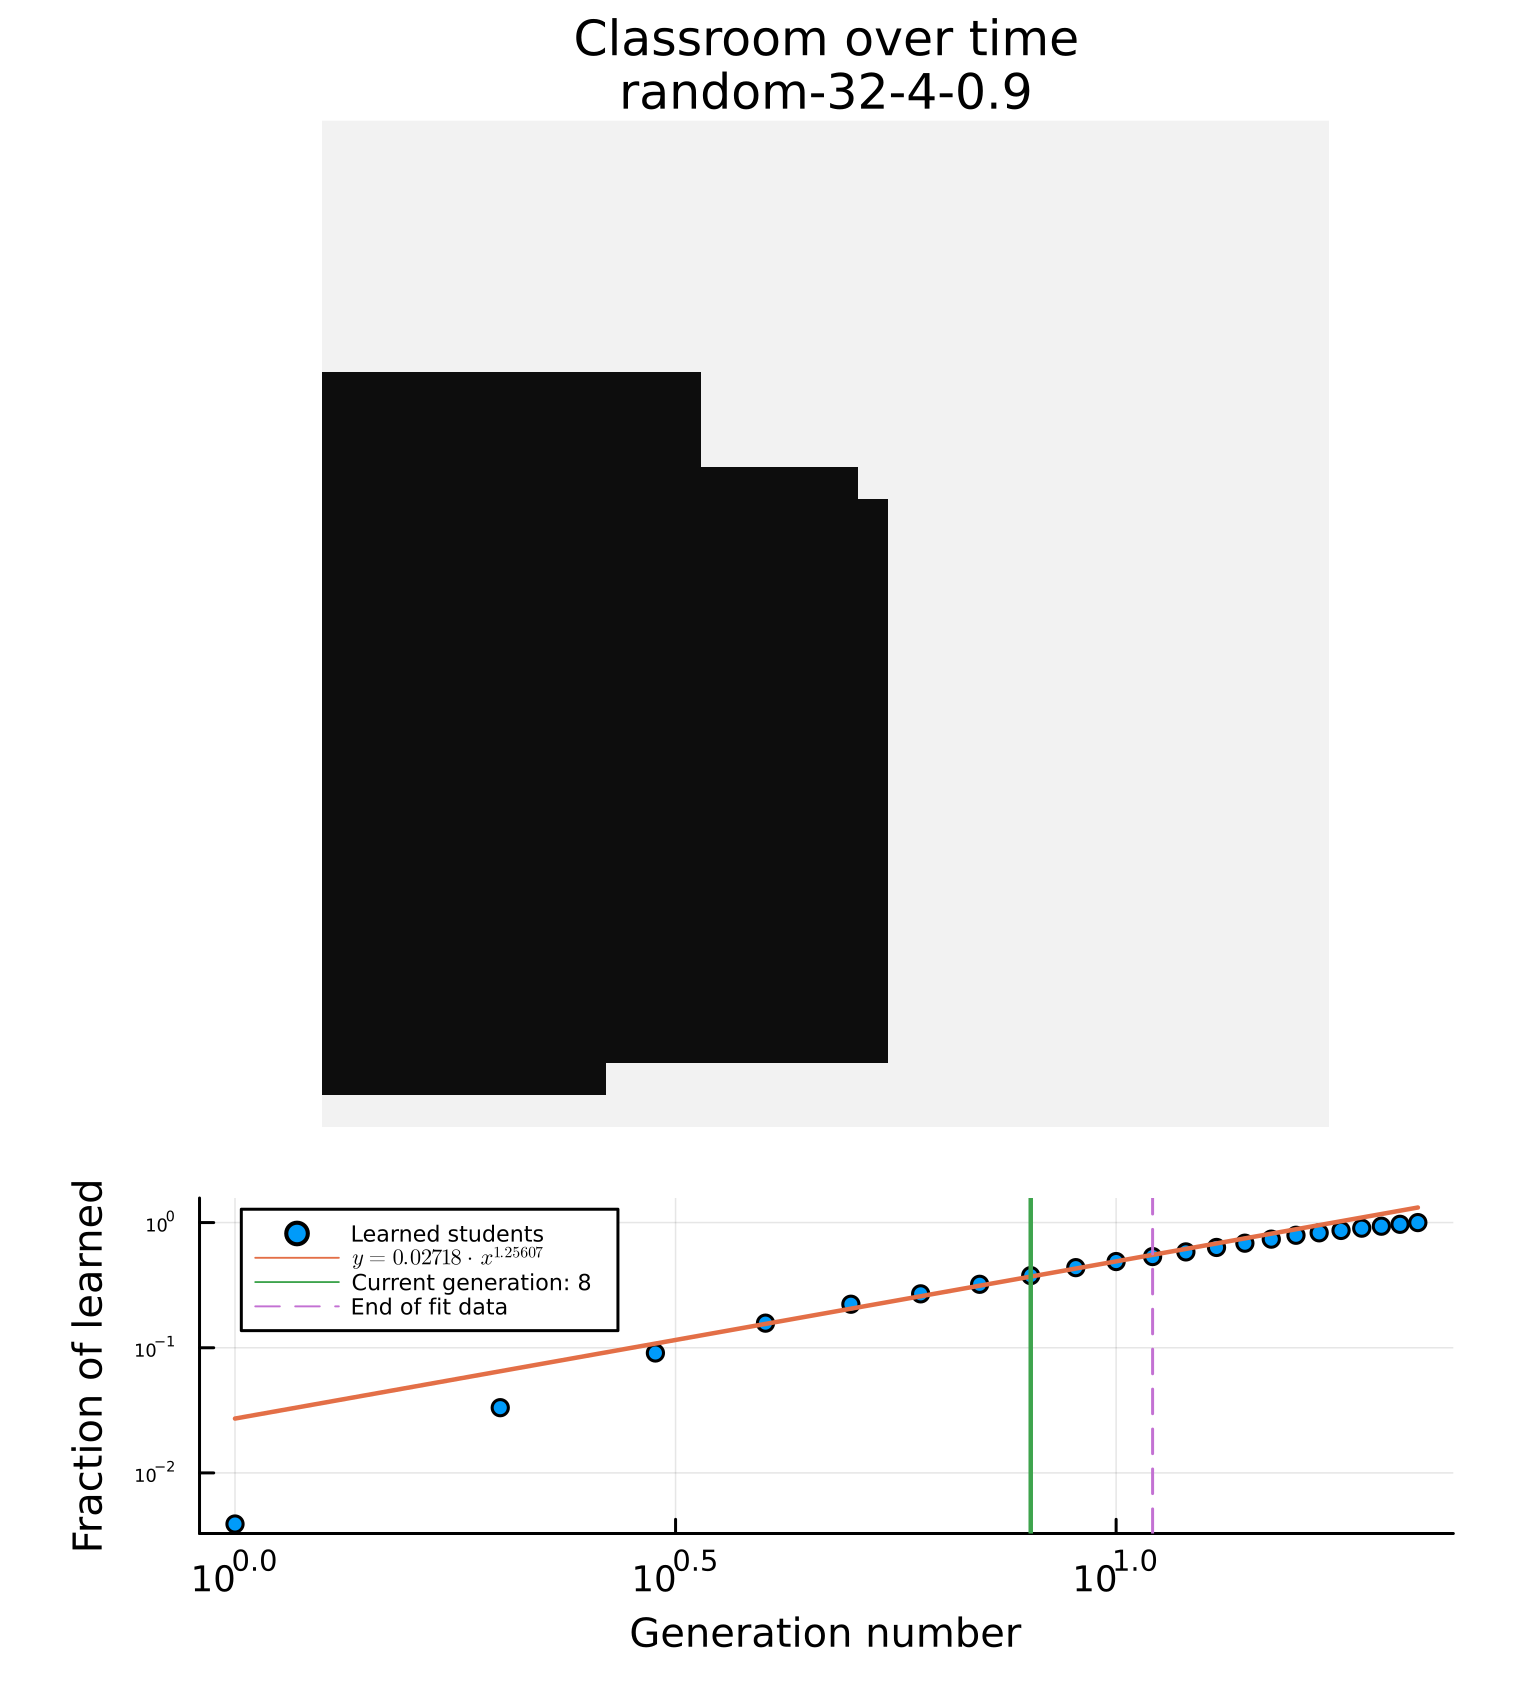 Classroom over time
random-32-4-0.9
Fraction of learned
10⁰
10⁻¹
10⁻²
Learned students
y = 0.02718 · x^1.25607
Current generation: 8
End of fit data
10^0.0
10^0.5
10^1.0
Generation number